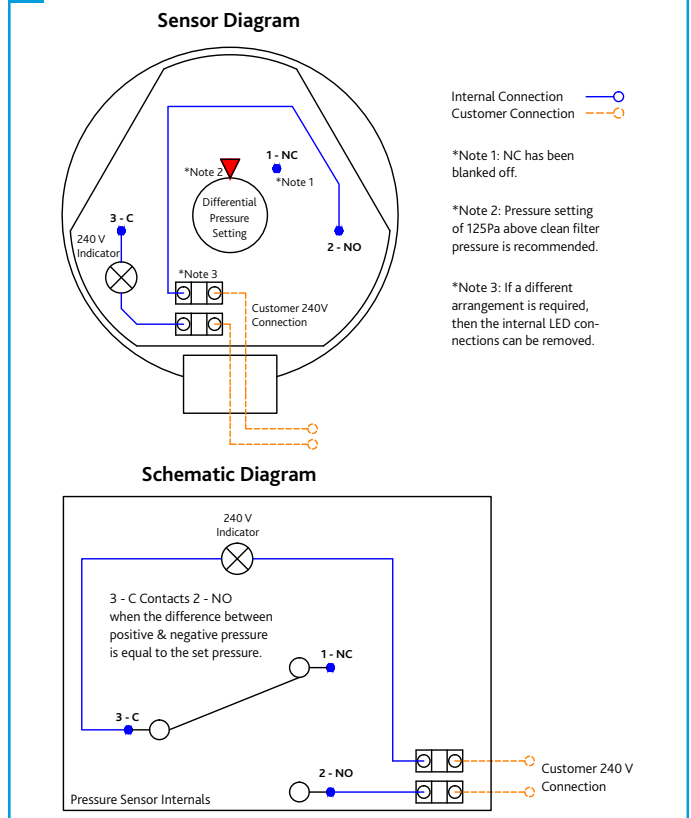 Sensor Diagram
Internal Connection
Customer Connection
*Note 1: NC has been
blanked off.
*Note 2: Pressure setting
of 125Pa above clean filter
pressure is recommended.
*Note 3: If a different
arrangement is required,
then the internal LED con-
nections can be removed.
1 - NC
*Note 2
*Note 1
Differential
Pressure
Setting
3 - C
240 V
Indicator
2 - NO
*Note 3
Customer 240V
Connection
Schematic Diagram
240 V
Indicator
3 - C Contacts 2 - NO
when the difference between
positive & negative pressure
is equal to the set pressure.
1 - NC
3 - C
2 - NO
Customer 240 V
Connection
Pressure Sensor Internals